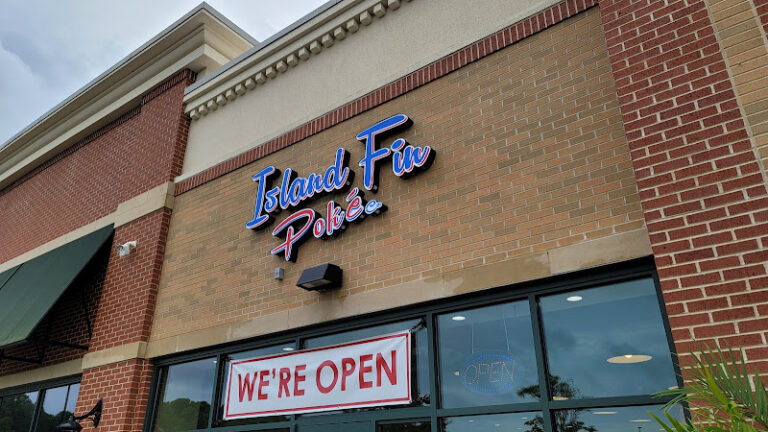 Island Fin
Poké Co.
WE'RE OPEN
OPEN